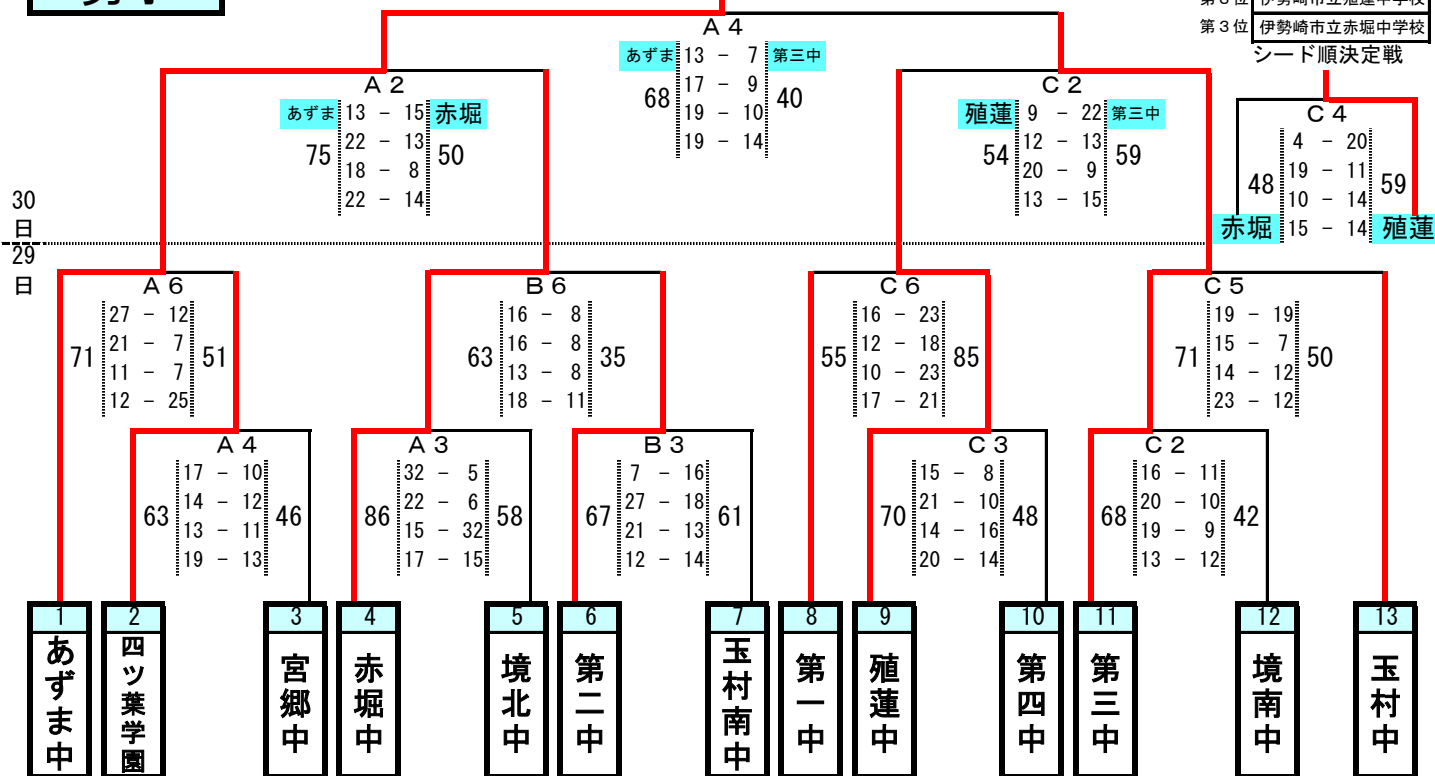 第３位 伊勢崎市立赤堀中学校
シード順決定戦
Ａ４
あずま 13 － 7 第三中
17 － 9
68 40
19 － 10
19 － 14
Ａ２
あずま 13 － 15 赤堀
22 － 13
75 50
18 － 8
22 － 14
Ｃ２
殖蓮 9 － 22 第三中
12 － 13
54 59
20 － 9
13 － 15
Ｃ４
4 － 20
19 － 11
48 59
10 － 14
赤堀 15 － 14 殖蓮
30
日
29
日
Ａ６
27 － 12
21 － 7
71 51
11 － 7
12 － 25
Ｂ６
16 － 8
16 － 8
63 35
13 － 8
18 － 11
Ｃ６
16 － 23
12 － 18
55 85
10 － 23
17 － 21
Ｃ５
19 － 19
15 － 7
71 50
14 － 12
23 － 12
Ａ４
17 － 10
14 － 12
63 46
13 － 11
19 － 13
Ａ３
32 － 5
22 － 6
86 58
15 － 32
17 － 15
Ｂ３
7 － 16
27 － 18
67 61
21 － 13
12 － 14
Ｃ３
15 － 8
21 － 10
70 48
14 － 16
20 － 14
Ｃ２
16 － 11
20 － 10
68 42
19 － 9
13 － 12
1 あずま中
2 四ツ葉学園
3 宮郷中
4 赤堀中
5 境北中
6 第二中
7 玉村南中
8 第一中
9 殖蓮中
10 第四中
11 第三中
12 境南中
13 玉村中